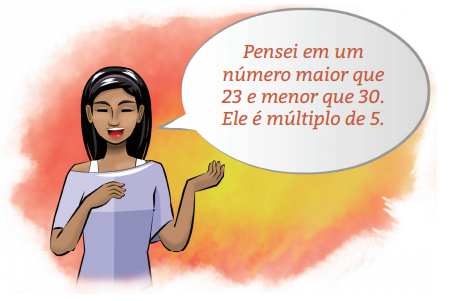 Pensei em um
número maior que
23 e menor que 30.
Ele é múltiplo de 5.